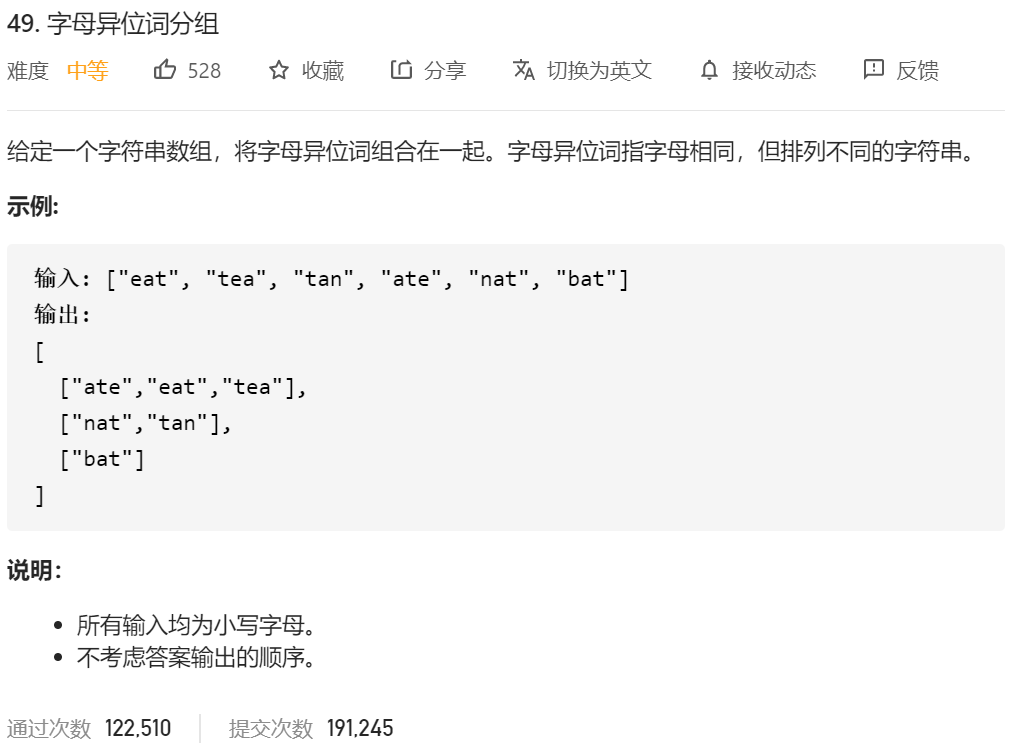 49. 字母异位词分组
难度 中等 528 收藏 分享 切换为英文 接收动态 反馈
给定一个字符串数组，将字母异位词组合在一起。字母异位词指字母相同，但排列不同的字符串。
示例:
输入: ["eat", "tea", "tan", "ate", "nat", "bat"]
输出:
[
  ["ate","eat","tea"],
  ["nat","tan"],
  ["bat"]
]
说明：
• 所有输入均为小写字母。
• 不考虑答案输出的顺序。
通过次数 122,510 提交次数 191,245